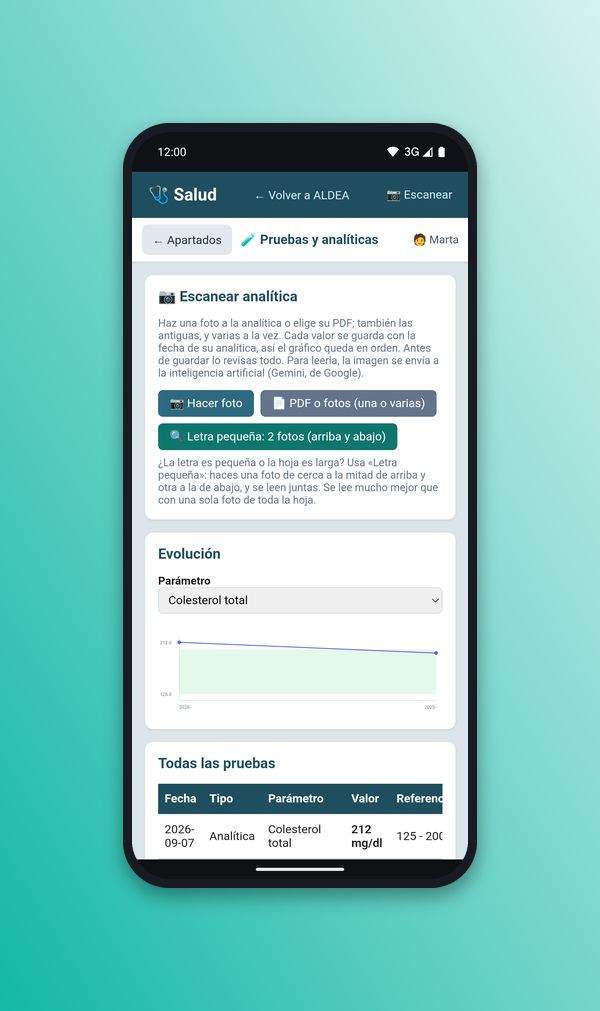 12:00
3G
🩺 Salud
← Volver a ALDEA
📷 Escanear
← Apartados
🧪 Pruebas y analíticas
🧑 Marta
📷 Escanear analítica
Haz una foto a la analítica o elige su PDF; también las
antiguas, y varias a la vez. Cada valor se guarda con la
fecha de su analítica, así el gráfico queda en orden. Antes
de guardar lo revisas todo. Para leerla, la imagen se envía a
la inteligencia artificial (Gemini, de Google).
📷 Hacer foto
📄 PDF o fotos (una o varias)
🔍 Letra pequeña: 2 fotos (arriba y abajo)
¿La letra es pequeña o la hoja es larga? Usa «Letra
pequeña»: haces una foto de cerca a la mitad de arriba y
otra a la de abajo, y se leen juntas. Se lee mucho mejor que
con una sola foto de toda la hoja.
Evolución
Parámetro
Colesterol total
212.0
125.0
2026-
2025-
Todas las pruebas
Fecha Tipo Parámetro Valor Referenc
2026-
09-07
Analítica
Colesterol
total
212
mg/dl
125 - 200